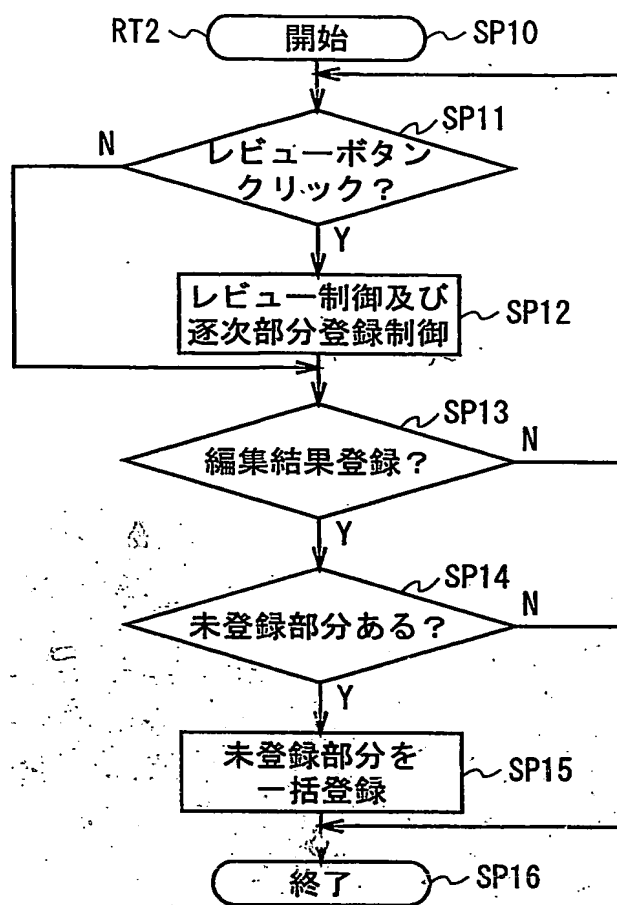 RT2
開始
SP10
SP11
N
レビューボタン
クリック？
Y
レビュー制御及び
逐次部分登録制御
SP12
SP13
編集結果登録？
N
Y
SP14
未登録部分ある？
N
Y
未登録部分を
一括登録
SP15
終了
SP16